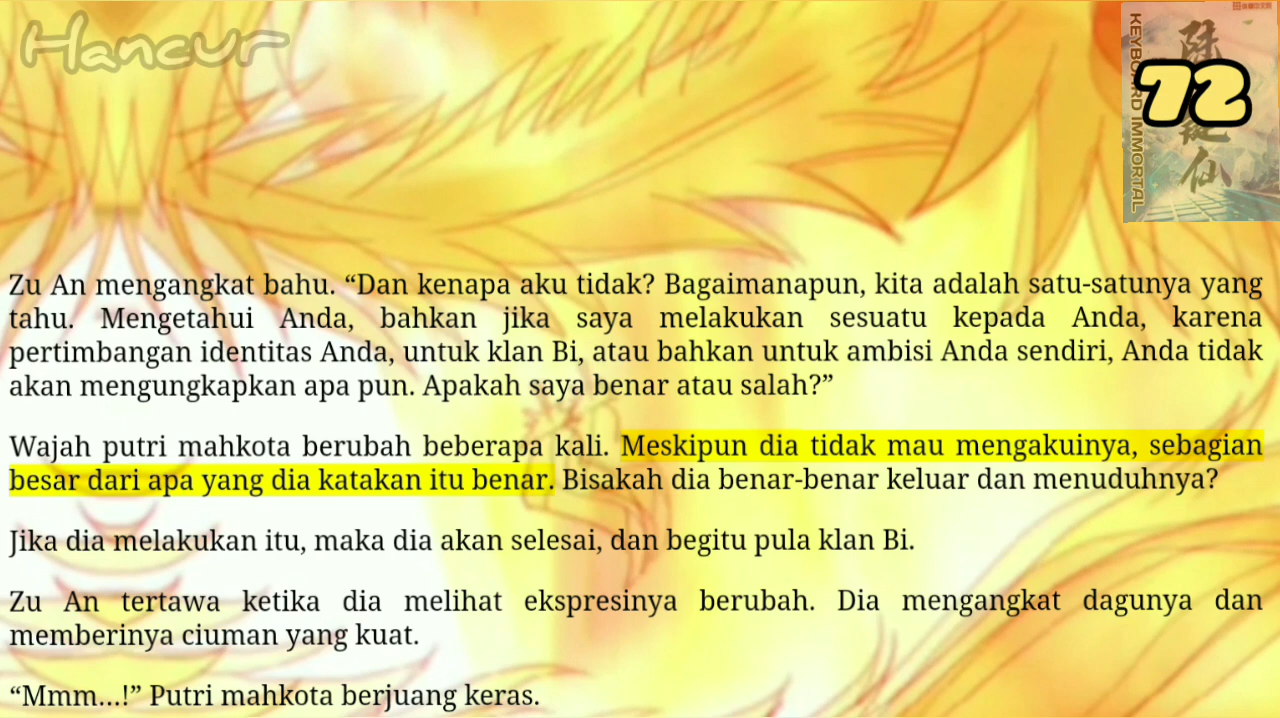 Hancur
72
KEYBOARD IMMORTAL
Zu An mengangkat bahu. “Dan kenapa aku tidak? Bagaimanapun, kita adalah satu-satunya yang
tahu. Mengetahui Anda, bahkan jika saya melakukan sesuatu kepada Anda, karena
pertimbangan identitas Anda, untuk klan Bi, atau bahkan untuk ambisi Anda sendiri, Anda tidak
akan mengungkapkan apa pun. Apakah saya benar atau salah?”
Wajah putri mahkota berubah beberapa kali. Meskipun dia tidak mau mengakuinya, sebagian
besar dari apa yang dia katakan itu benar. Bisakah dia benar-benar keluar dan menuduhnya?
Jika dia melakukan itu, maka dia akan selesai, dan begitu pula klan Bi.
Zu An tertawa ketika dia melihat ekspresinya berubah. Dia mengangkat dagunya dan
memberinya ciuman yang kuat.
“Mmm...!” Putri mahkota berjuang keras.